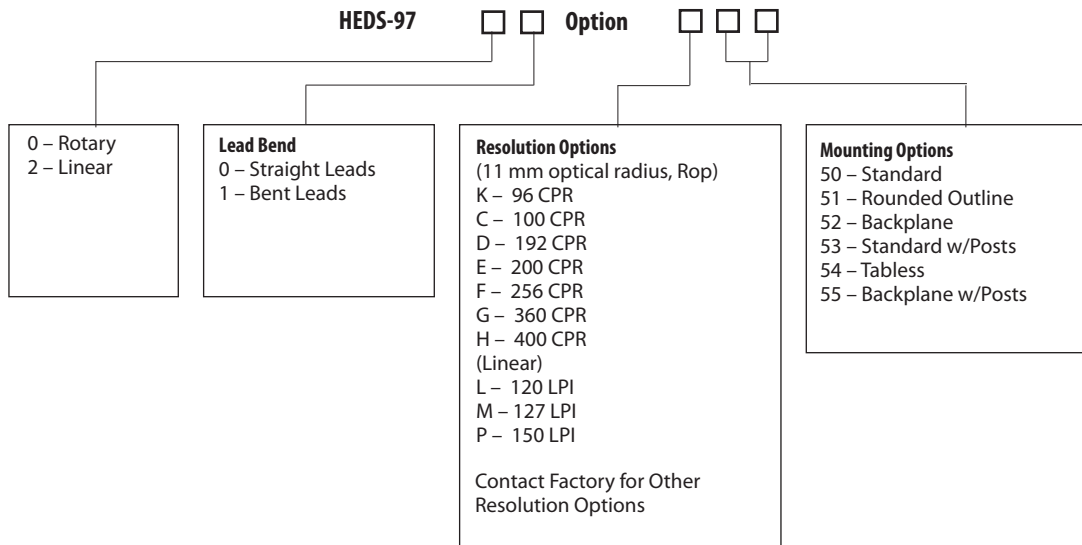 HEDS-97 Option
0 – Rotary
2 – Linear
Lead Bend
0 – Straight Leads
1 – Bent Leads
Resolution Options
(11 mm optical radius, Rop)
K – 96 CPR
C – 100 CPR
D – 192 CPR
E – 200 CPR
F – 256 CPR
G – 360 CPR
H – 400 CPR
(Linear)
L – 120 LPI
M – 127 LPI
P – 150 LPI
Contact Factory for Other
Resolution Options
Mounting Options
50 – Standard
51 – Rounded Outline
52 – Backplane
53 – Standard w/Posts
54 – Tabless
55 – Backplane w/Posts